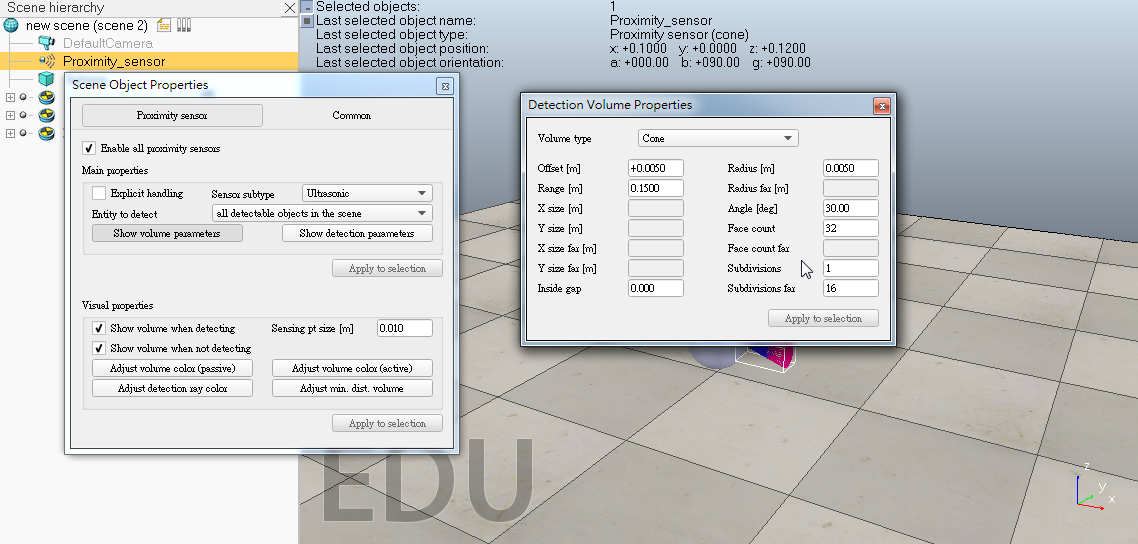 Scene hierarchy
new scene (scene 2)
DefaultCamera
Proximity_sensor
Selected objects: 1
Last selected object name: Proximity_sensor
Last selected object type: Proximity sensor (cone)
Last selected object position: x: +0.1000 y: +0.0000 z: +0.1200
Last selected object orientation: a: +000.00 b: +090.00 g: +090.00
Scene Object Properties
Proximity sensor Common
Enable all proximity sensors
Main properties
Explicit handling Sensor subtype Ultrasonic
Entity to detect all detectable objects in the scene
Show volume parameters Show detection parameters
Apply to selection
Visual properties
Show volume when detecting Sensing pt size [m] 0.010
Show volume when not detecting
Adjust volume color (passive) Adjust volume color (active)
Adjust detection ray color Adjust min. dist. volume
Apply to selection
Detection Volume Properties
Volume type Cone
Offset [m] +0.0050 Radius [m] 0.0050
Range [m] 0.1500 Radius far [m]
X size [m] Angle [deg] 30.00
Y size [m] Face count 32
X size far [m] Face count far
Y size far [m] Subdivisions 1
Inside gap 0.000 Subdivisions far 16
Apply to selection
EDU
z
y
x